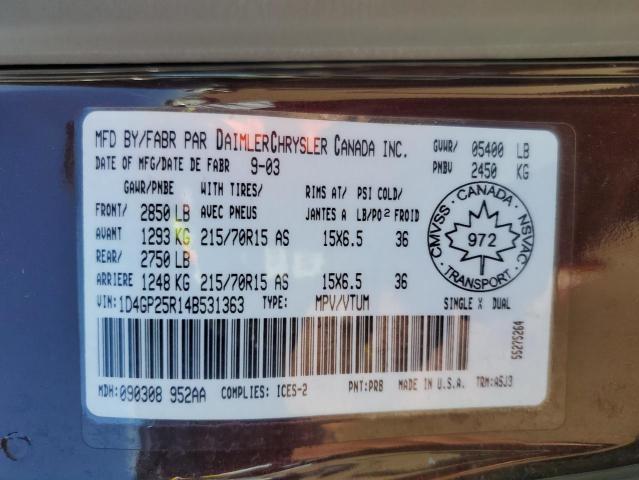 MFD BY/FABR PAR DAIMLERCHRYSLER CANADA INC. GVWR/ 05400 LB
DATE OF MFG/DATE DE FABR 9-03 PNBV 2450 KG
GAWR/PNBE WITH TIRES/ RIMS AT/ PSI COLD/
FRONT/ 2850 LB AVEC PNEUS JANTES A LB/PO2 FROID
AVANT 1293 KG 215/70R15 AS 15X6.5 36
REAR/ 2750 LB
ARRIERE 1248 KG 215/70R15 AS 15X6.5 36
CMVSS · CANADA · NSVAC
972
TRANSPORT
VIN: 1D4GP25R14B531363 TYPE: MPV/VTUM SINGLE X DUAL
55275264
MDH: 090308 952AA COMPLIES: ICES-2 PNT: PRB MADE IN U.S.A. TRM: ASJ3